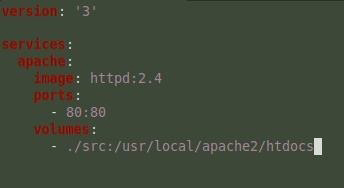 version: '3'
services:
apache:
image: httpd:2.4
ports:
- 80:80
volumes:
- ./src:/usr/local/apache2/htdocs